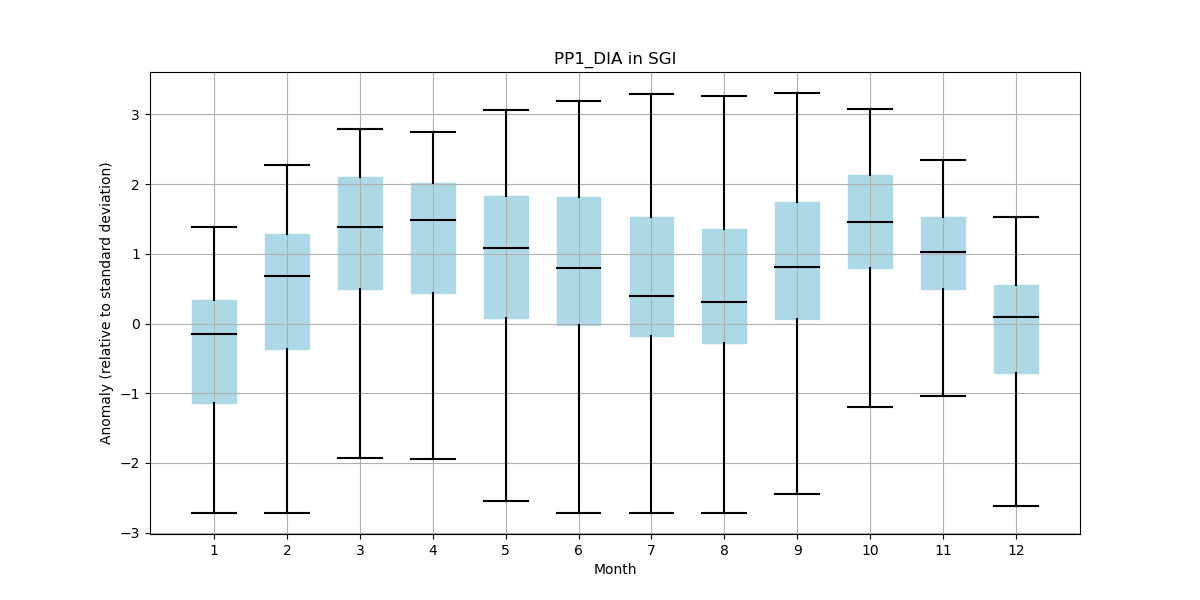 PP1_DIA in SGI
Anomaly (relative to standard deviation)
3
2
1
0
−1
−2
−3
1 2 3 4 5 6 7 8 9 10 11 12
Month